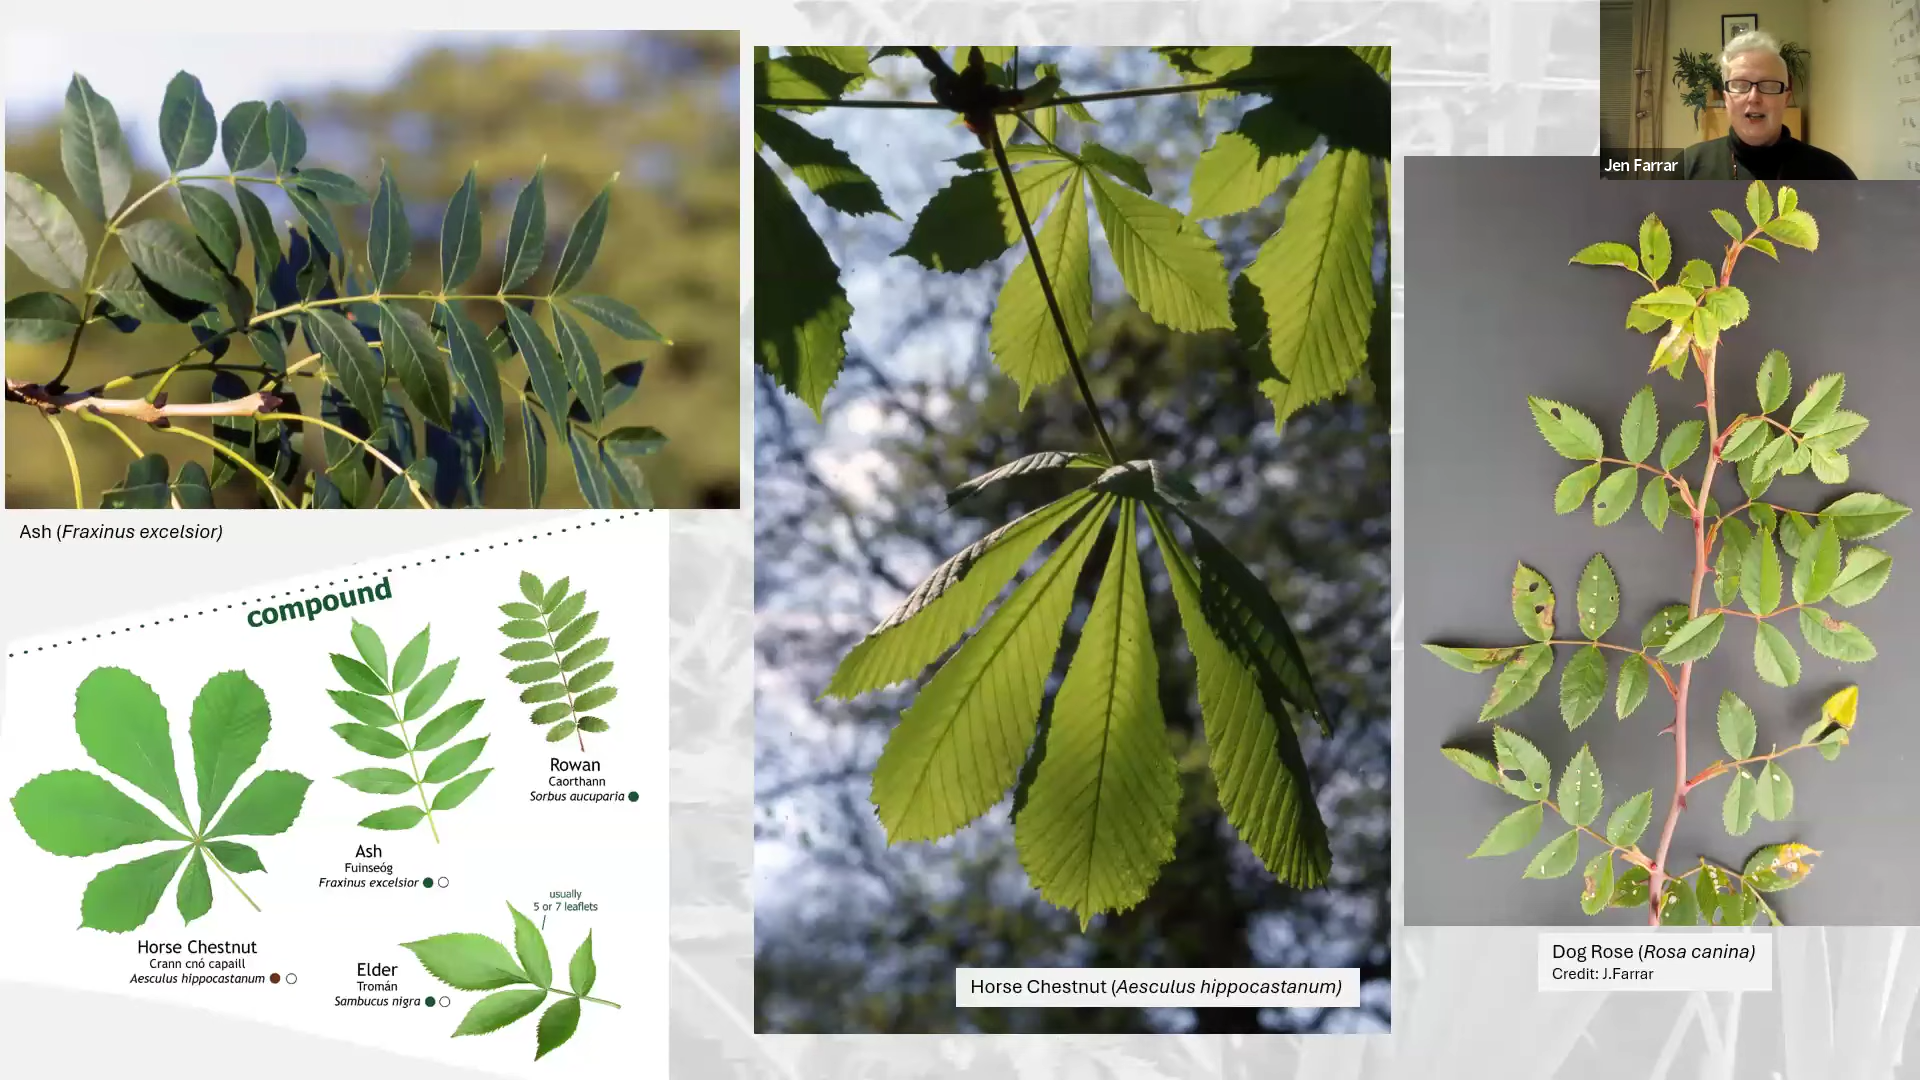 Jen Farrar
Ash (Fraxinus excelsior)
compound
Rowan
Caorthann
Sorbus aucuparia
Ash
Fuinseóg
Fraxinus excelsior
usually
5 or 7 leaflets
Horse Chestnut
Crann cnó capaill
Aesculus hippocastanum
Elder
Tromán
Sambucus nigra
Horse Chestnut (Aesculus hippocastanum)
Dog Rose (Rosa canina)
Credit: J.Farrar